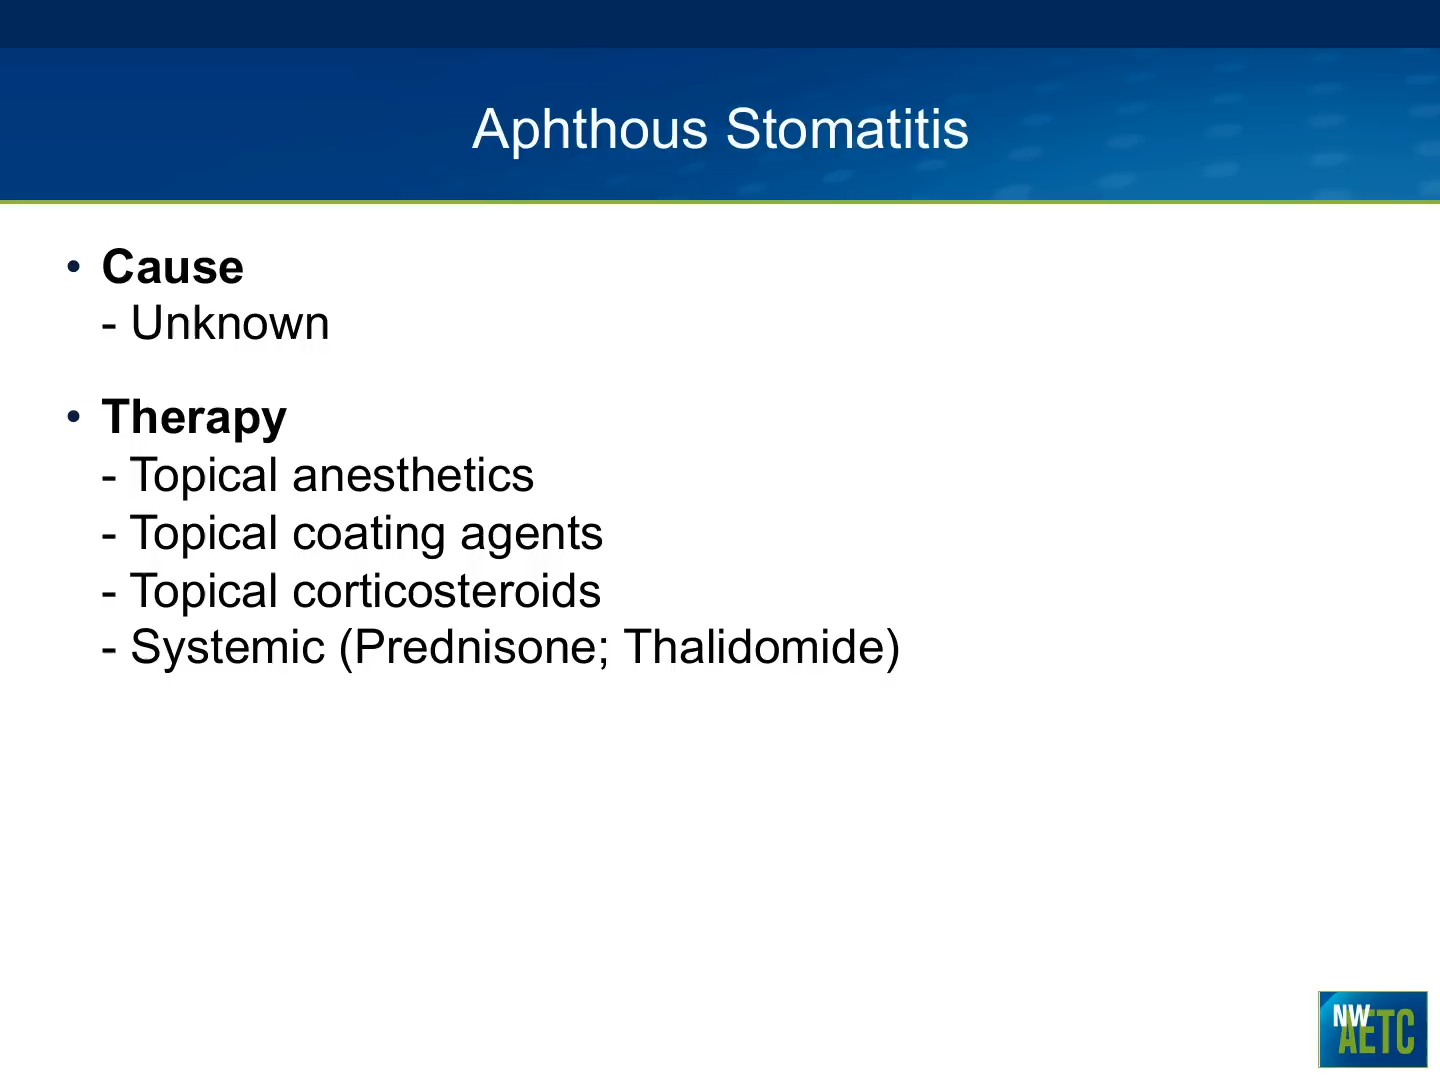 Aphthous Stomatitis
• Cause
- Unknown
• Therapy
- Topical anesthetics
- Topical coating agents
- Topical corticosteroids
- Systemic (Prednisone; Thalidomide)
NW
AETC